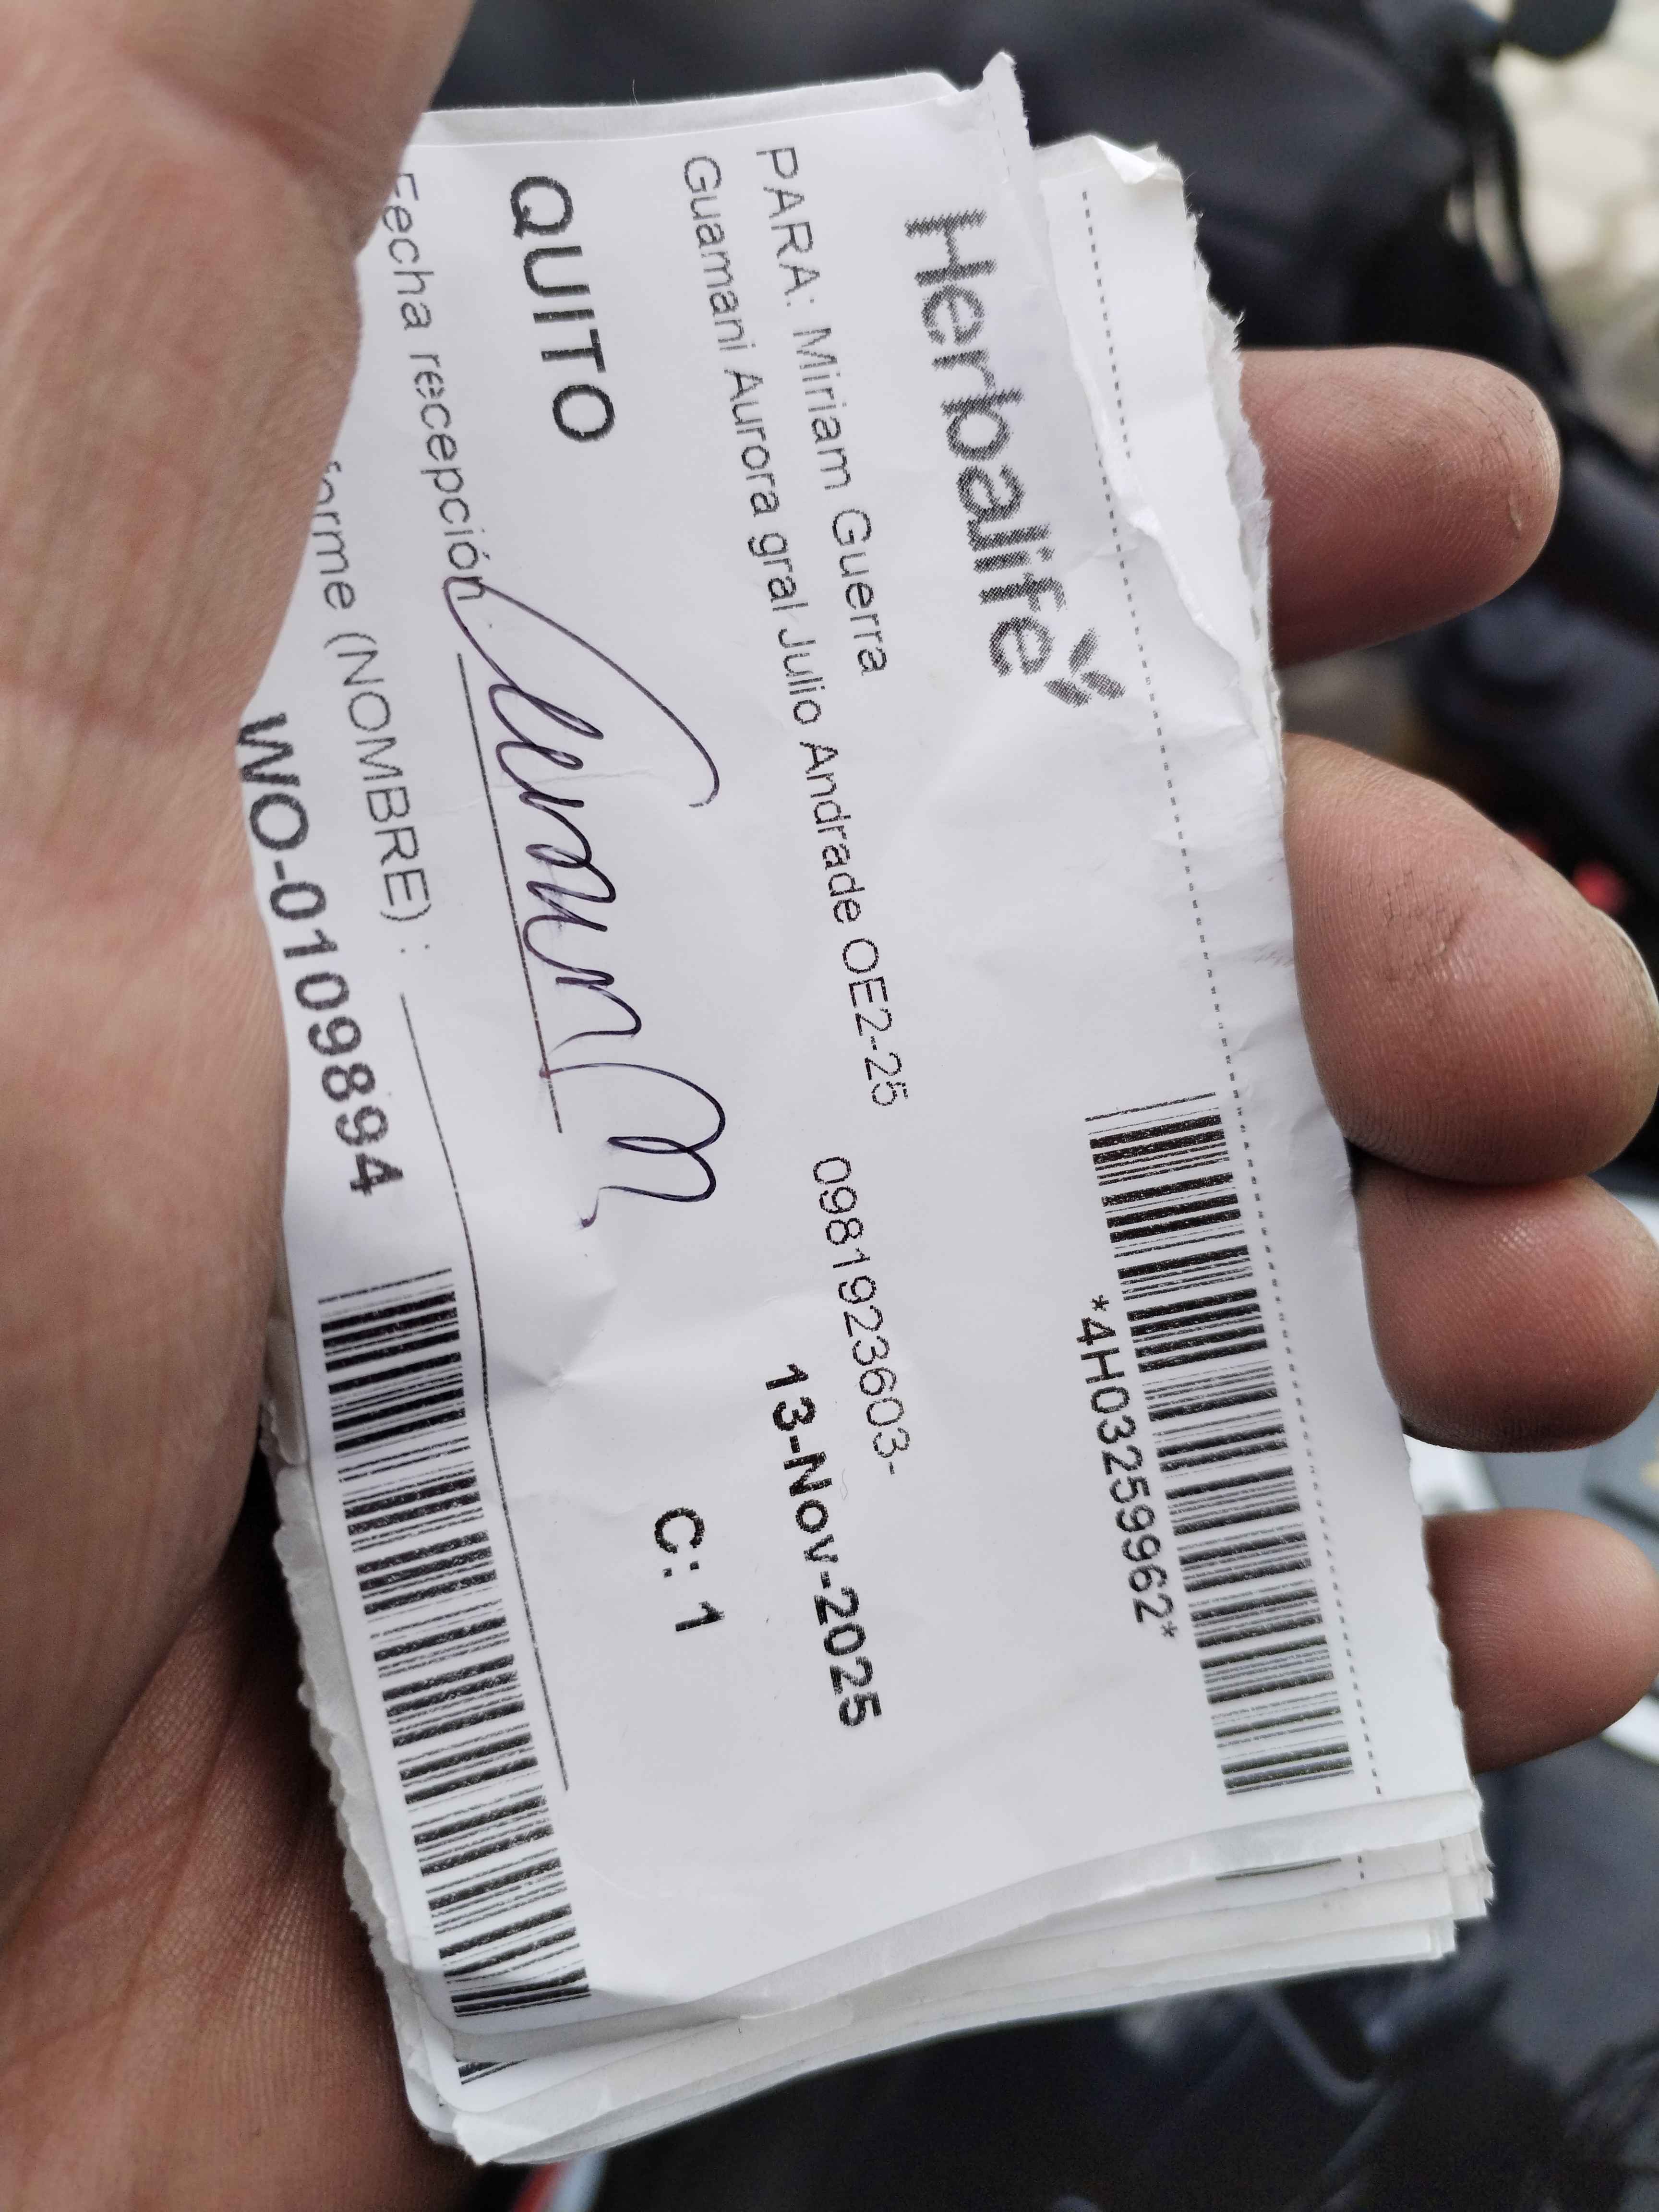 Herbalife
*4H03259962*
PARA: Miriam Guerra
Guamani Aurora gral Julio Andrade OE2-25 0981923603-
13-Nov-2025
QUITO
C: 1
Fecha recepción
forme (NOMBRE) :
WO-0109894